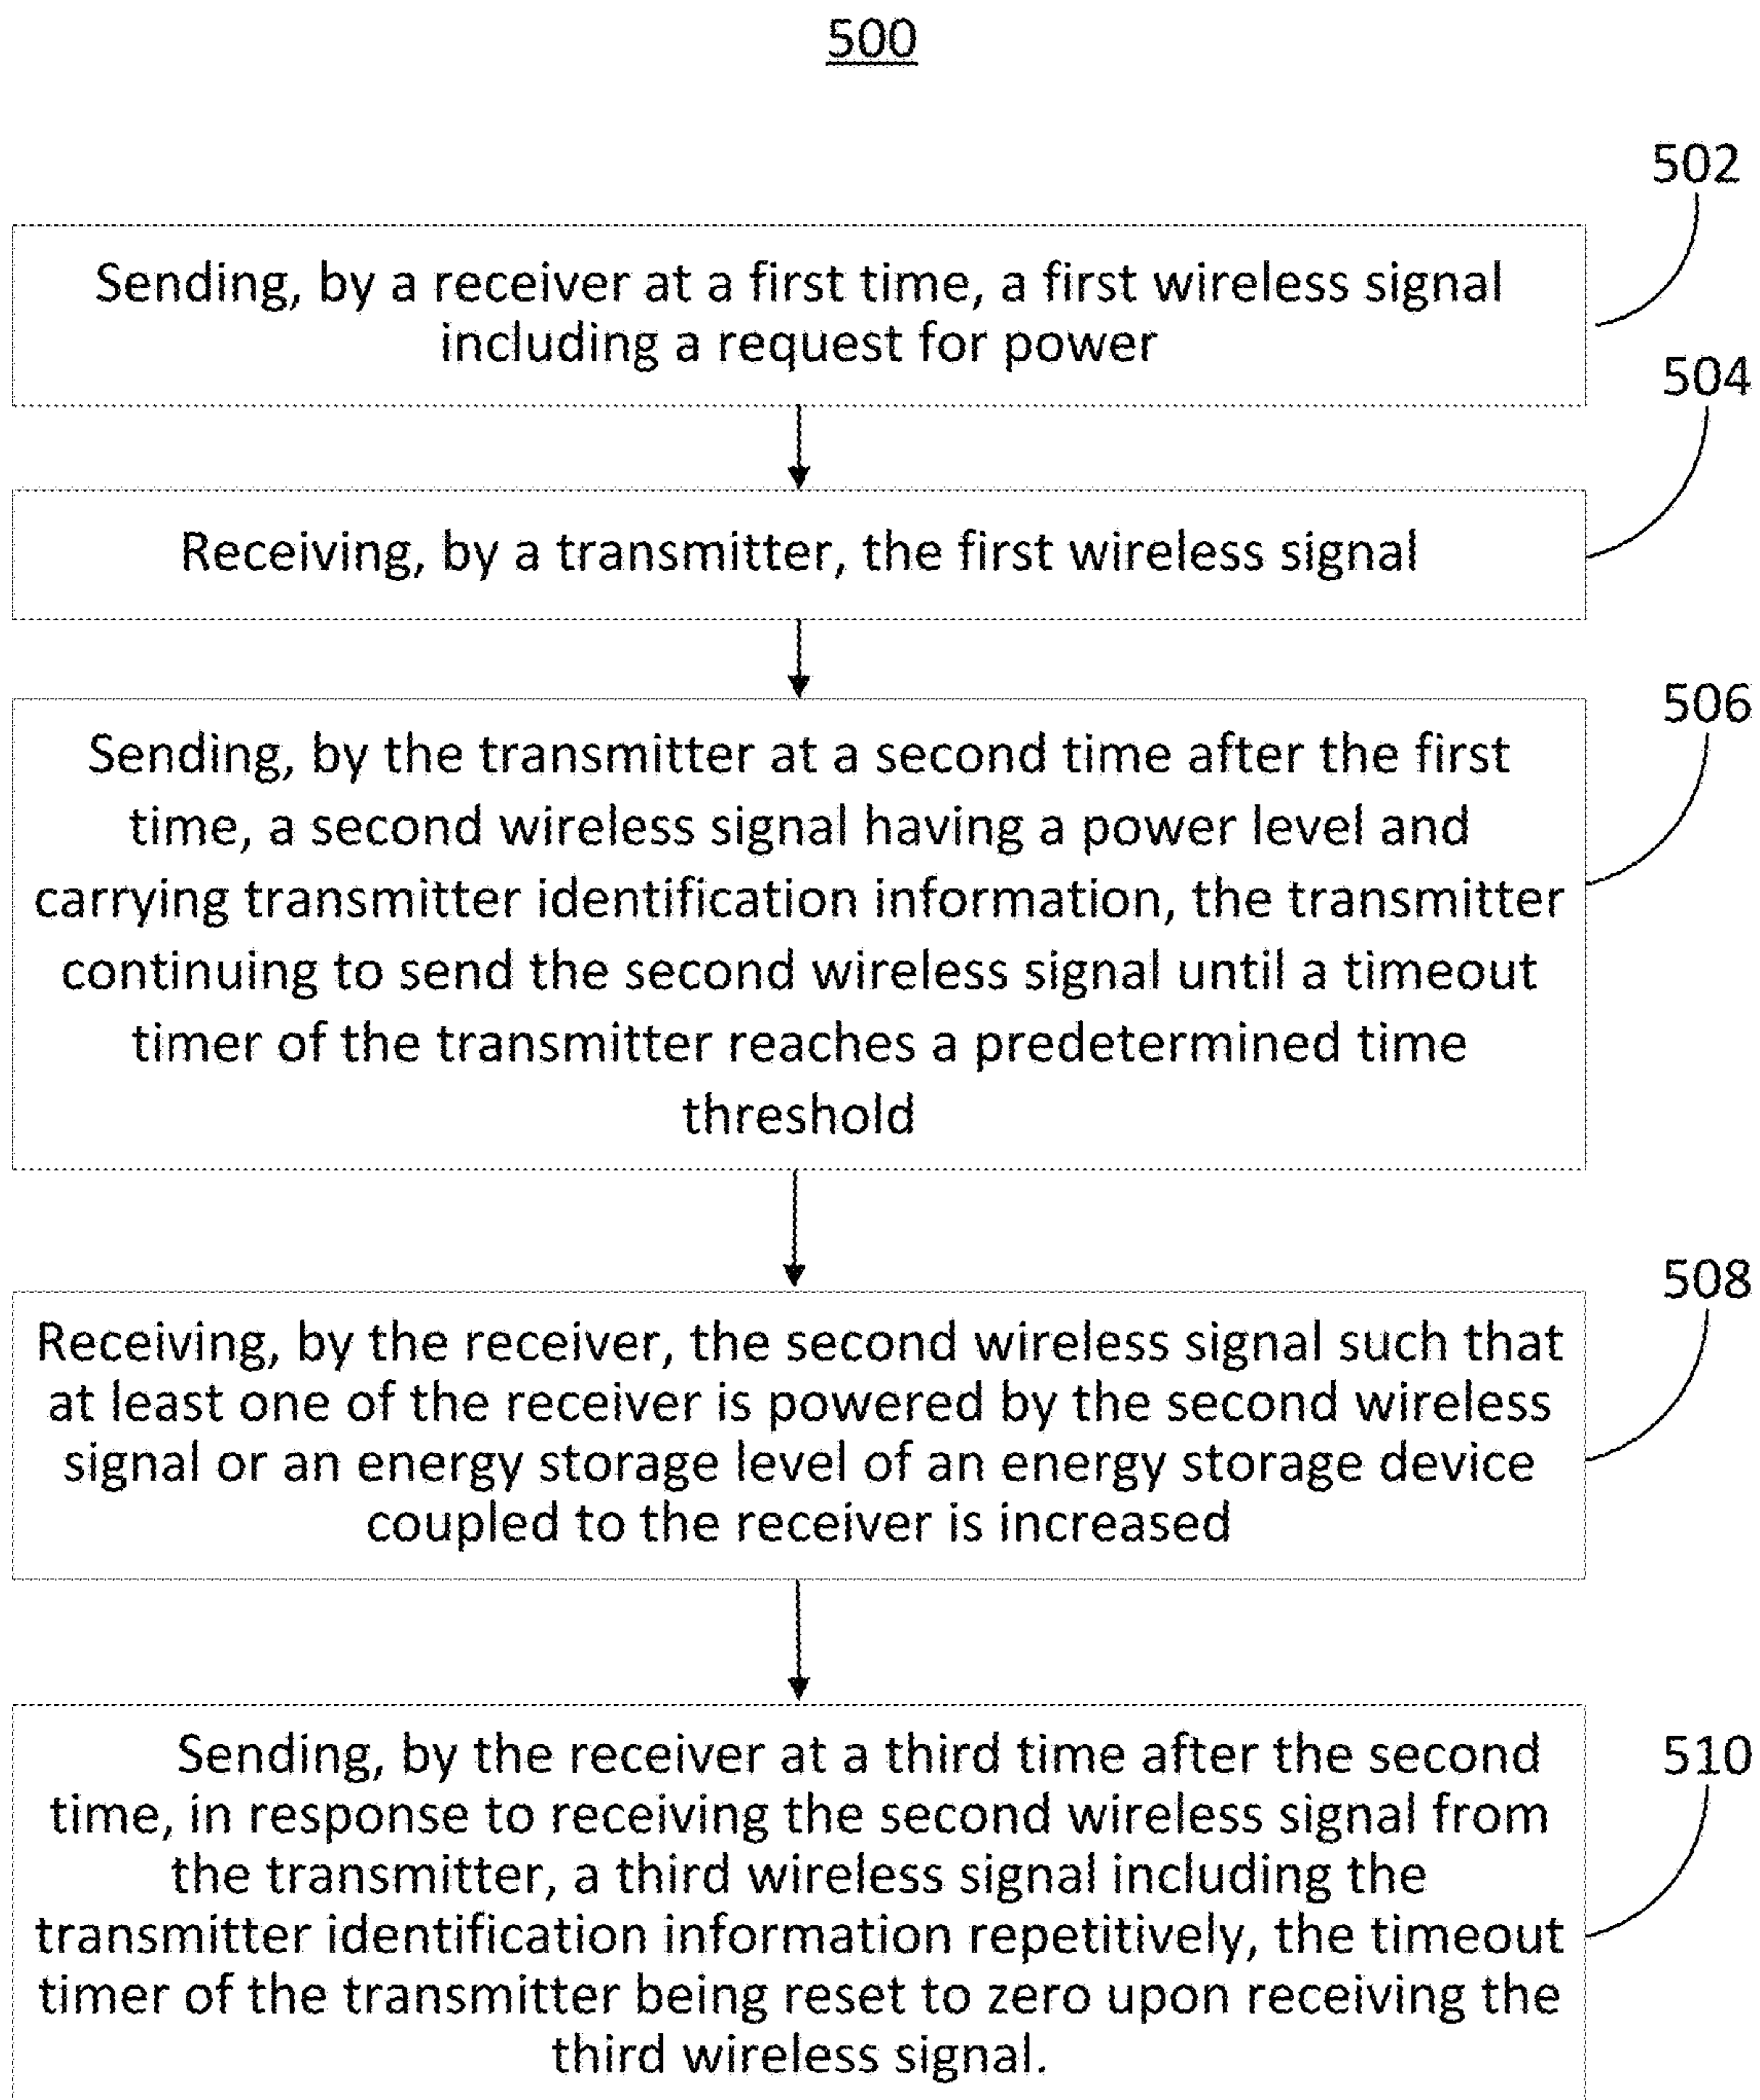 500
502
Sending, by a receiver at a first time, a first wireless signal
including a request for power
504
Receiving, by a transmitter, the first wireless signal
506
Sending, by the transmitter at a second time after the first
time, a second wireless signal having a power level and
carrying transmitter identification information, the transmitter
continuing to send the second wireless signal until a timeout
timer of the transmitter reaches a predetermined time
threshold
508
Receiving, by the receiver, the second wireless signal such that
at least one of the receiver is powered by the second wireless
signal or an energy storage level of an energy storage device
coupled to the receiver is increased
510
Sending, by the receiver at a third time after the second
time, in response to receiving the second wireless signal from
the transmitter, a third wireless signal including the
transmitter identification information repetitively, the timeout
timer of the transmitter being reset to zero upon receiving the
third wireless signal.